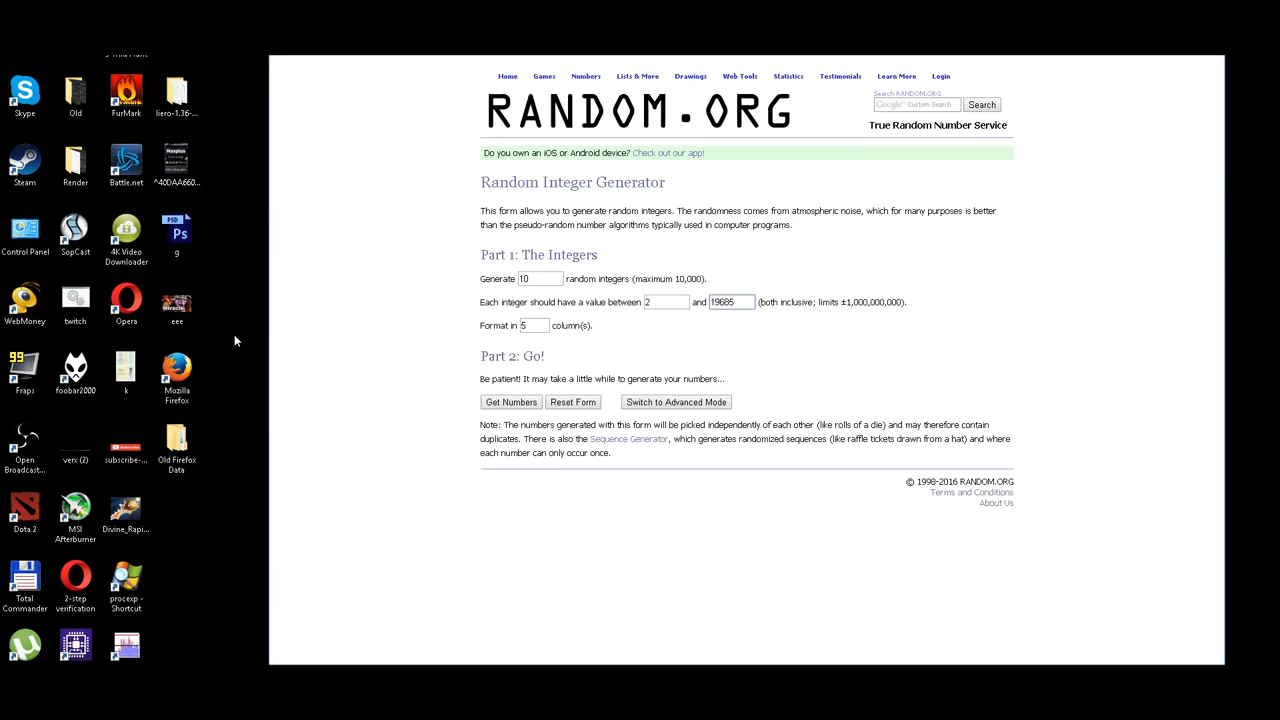 Skype
Old
FurMark
liero-1.36-...
Steam
Render
Battle.net
^40DAA660...
Control Panel
SopCast
4K Video
Downloader
PSD
Ps
g
WebMoney
twitch
Opera
eee
99
Fraps
foobar2000
k
Mozilla
Firefox
Open
Broadcast...
verx (2)
subscribe-...
Old Firefox
Data
Dota 2
MSI
Afterburner
Divine_Rapi...
Total
Commander
2-step
verification
procexp -
Shortcut
Home Games Numbers Lists & More Drawings Web Tools Statistics Testimonials Learn More Login
RANDOM.ORG
Search RANDOM.ORG
Google™ Custom Search Search
True Random Number Service
Do you own an iOS or Android device? Check out our app!
Random Integer Generator
This form allows you to generate random integers. The randomness comes from atmospheric noise, which for many purposes is better
than the pseudo-random number algorithms typically used in computer programs.
Part 1: The Integers
Generate 10 random integers (maximum 10,000).
Each integer should have a value between 2 and 19685 (both inclusive; limits ±1,000,000,000).
Format in 5 column(s).
Part 2: Go!
Be patient! It may take a little while to generate your numbers...
Get Numbers Reset Form Switch to Advanced Mode
Note: The numbers generated with this form will be picked independently of each other (like rolls of a die) and may therefore contain
duplicates. There is also the Sequence Generator, which generates randomized sequences (like raffle tickets drawn from a hat) and where
each number can only occur once.
© 1998-2016 RANDOM.ORG
Terms and Conditions
About Us